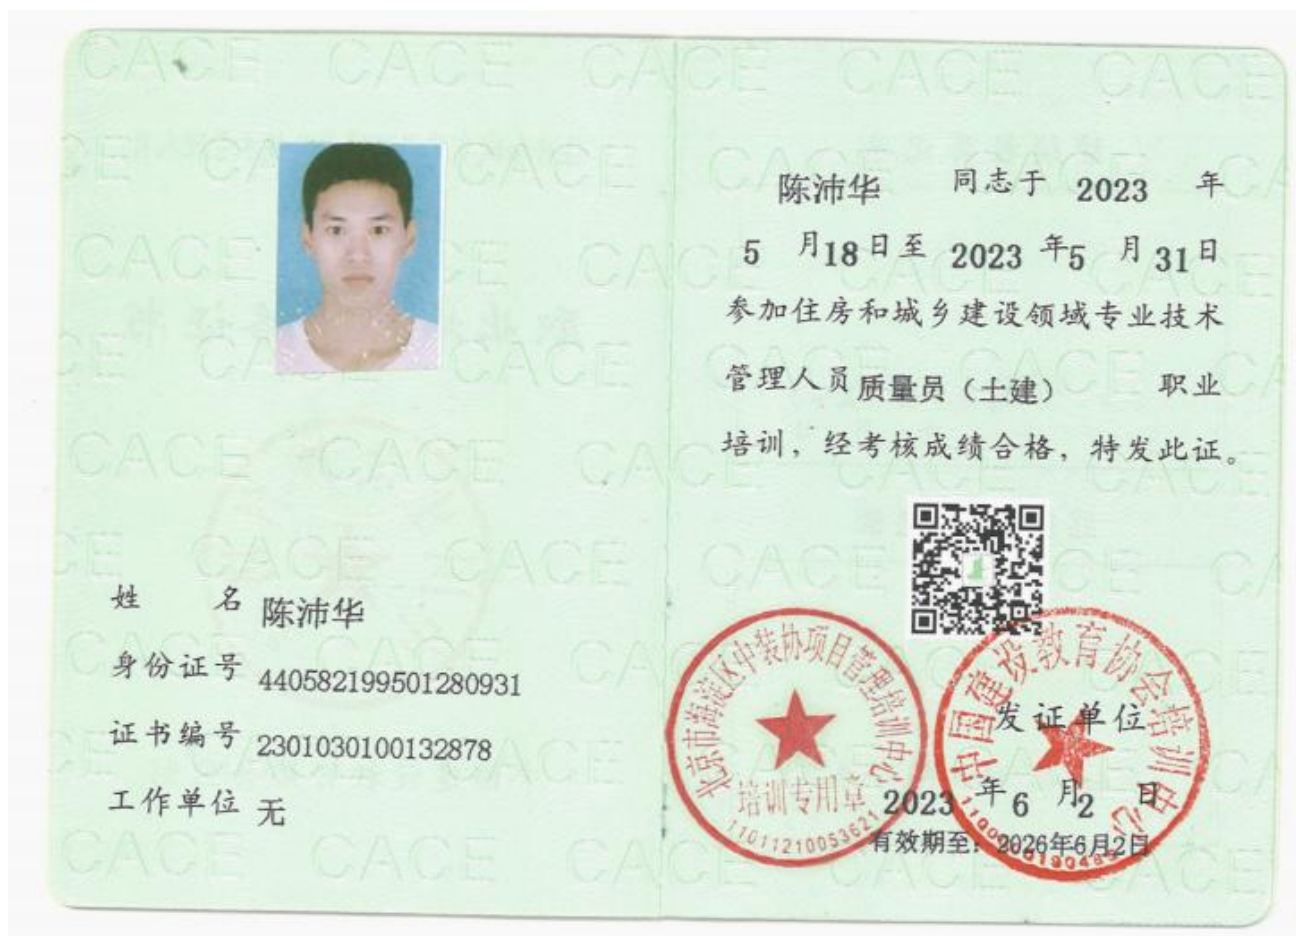 姓 名 陈沛华
身份证号 440582199501280931
证书编号 2301030100132878
工作单位 无
陈沛华 同志于 2023 年
5 月18日至 2023 年5 月31日
参加住房和城乡建设领域专业技术
管理人员质量员（土建） 职业
培训，经考核成绩合格，特发此证。
北京市海淀区中装协项目管理培训中心
培训专用章
11011210053621
中国建设教育协会培训中心
发证单位
2023 年 6 月2 日
有效期至：2026年6月2日
CACE CACE CACE CACE CACE